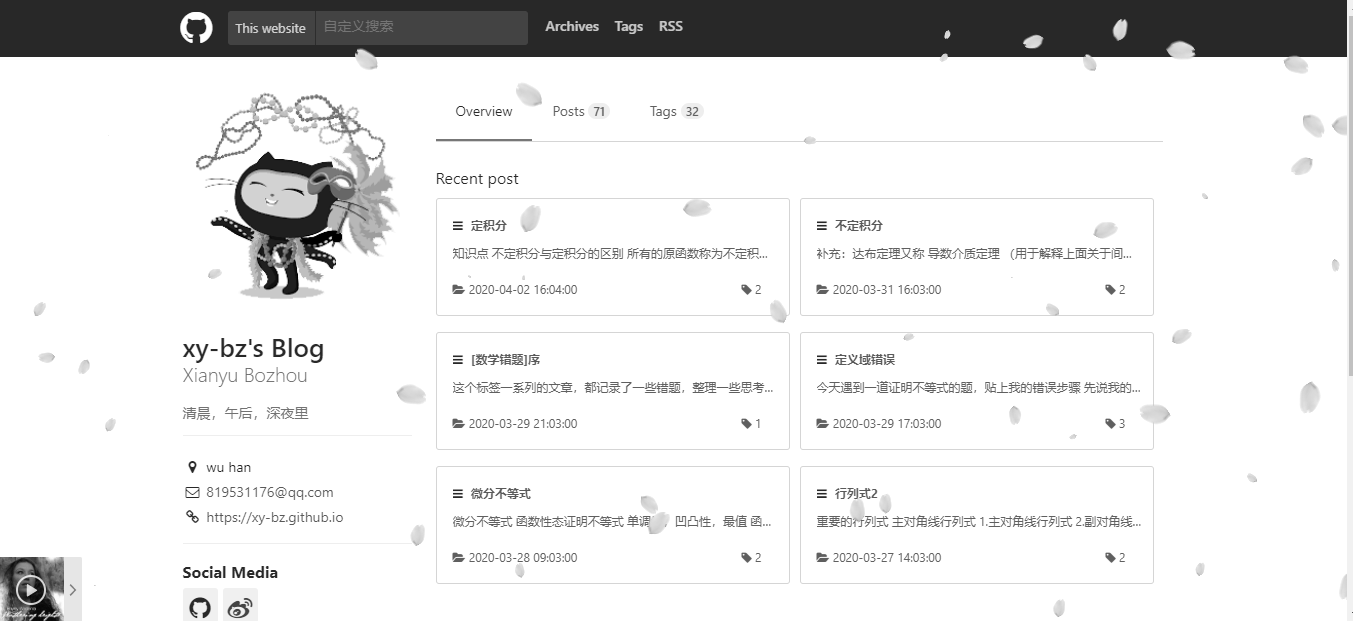 This website 自定义搜索 Archives Tags RSS
Overview Posts 71 Tags 32
Recent post
定积分
知识点 不定积分与定积分的区别 所有的原函数称为不定积...
2020-04-02 16:04:00 2
不定积分
补充：达布定理又称 导数介质定理 （用于解释上面关于间...
2020-03-31 16:03:00 2
[数学错题]序
这个标签一系列的文章，都记录了一些错题，整理一些思考...
2020-03-29 21:03:00 1
定义域错误
今天遇到一道证明不等式的题，贴上我的错误步骤 先说我的...
2020-03-29 17:03:00 3
微分不等式
微分不等式 函数性态证明不等式 单调 ，凹凸性，最值 函...
2020-03-28 09:03:00 2
行列式2
重要的行列式 主对角线行列式 1.主对角线行列式 2.副对角线...
2020-03-27 14:03:00 2
xy-bz's Blog
Xianyu Bozhou
清晨，午后，深夜里
wu han
819531176@qq.com
https://xy-bz.github.io
Social Media